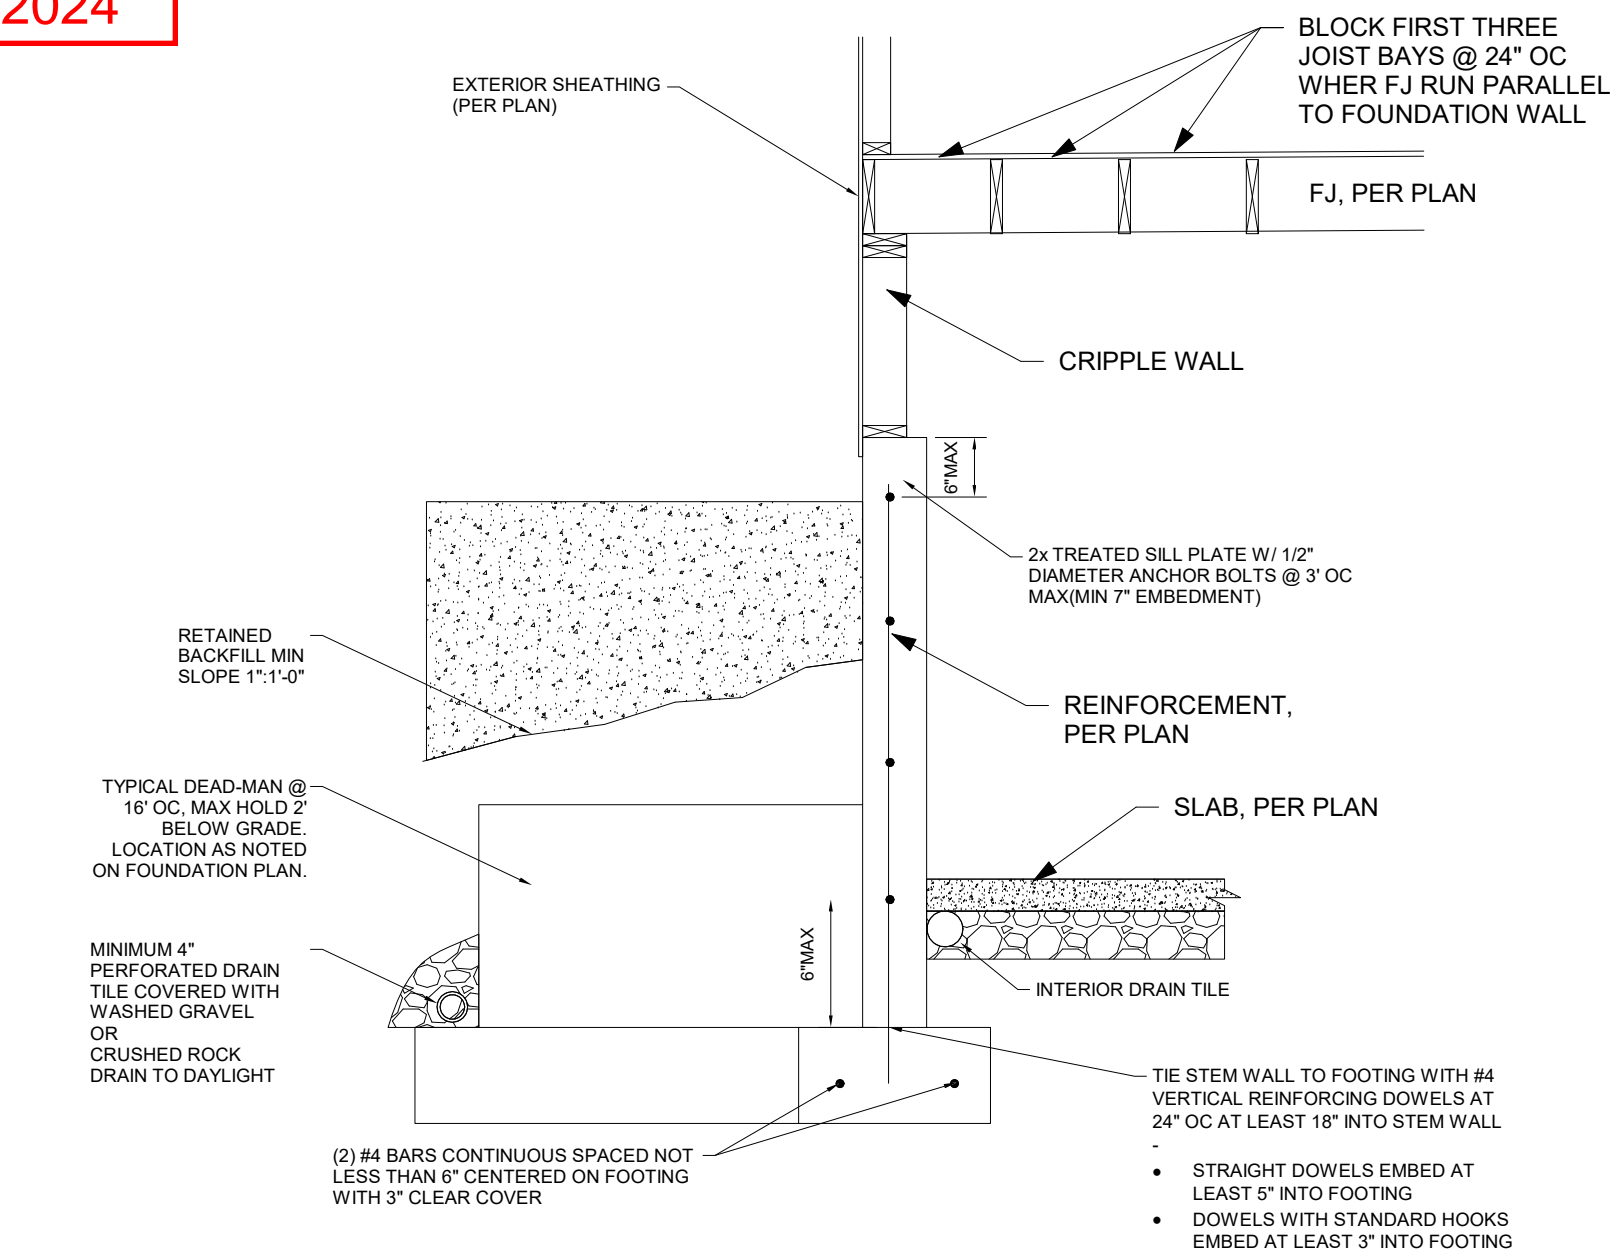 2024
BLOCK FIRST THREE
JOIST BAYS @ 24" OC
WHER FJ RUN PARALLEL
TO FOUNDATION WALL
EXTERIOR SHEATHING
(PER PLAN)
FJ, PER PLAN
CRIPPLE WALL
6"MAX
2x TREATED SILL PLATE W/ 1/2"
DIAMETER ANCHOR BOLTS @ 3' OC
MAX(MIN 7" EMBEDMENT)
RETAINED
BACKFILL MIN
SLOPE 1":1'-0"
REINFORCEMENT,
PER PLAN
TYPICAL DEAD-MAN @
16' OC, MAX HOLD 2'
BELOW GRADE.
LOCATION AS NOTED
ON FOUNDATION PLAN.
SLAB, PER PLAN
MINIMUM 4"
PERFORATED DRAIN
TILE COVERED WITH
WASHED GRAVEL
OR
CRUSHED ROCK
DRAIN TO DAYLIGHT
6"MAX
INTERIOR DRAIN TILE
TIE STEM WALL TO FOOTING WITH #4
VERTICAL REINFORCING DOWELS AT
24" OC AT LEAST 18" INTO STEM WALL
-
• STRAIGHT DOWELS EMBED AT
LEAST 5" INTO FOOTING
• DOWELS WITH STANDARD HOOKS
EMBED AT LEAST 3" INTO FOOTING
(2) #4 BARS CONTINUOUS SPACED NOT
LESS THAN 6" CENTERED ON FOOTING
WITH 3" CLEAR COVER